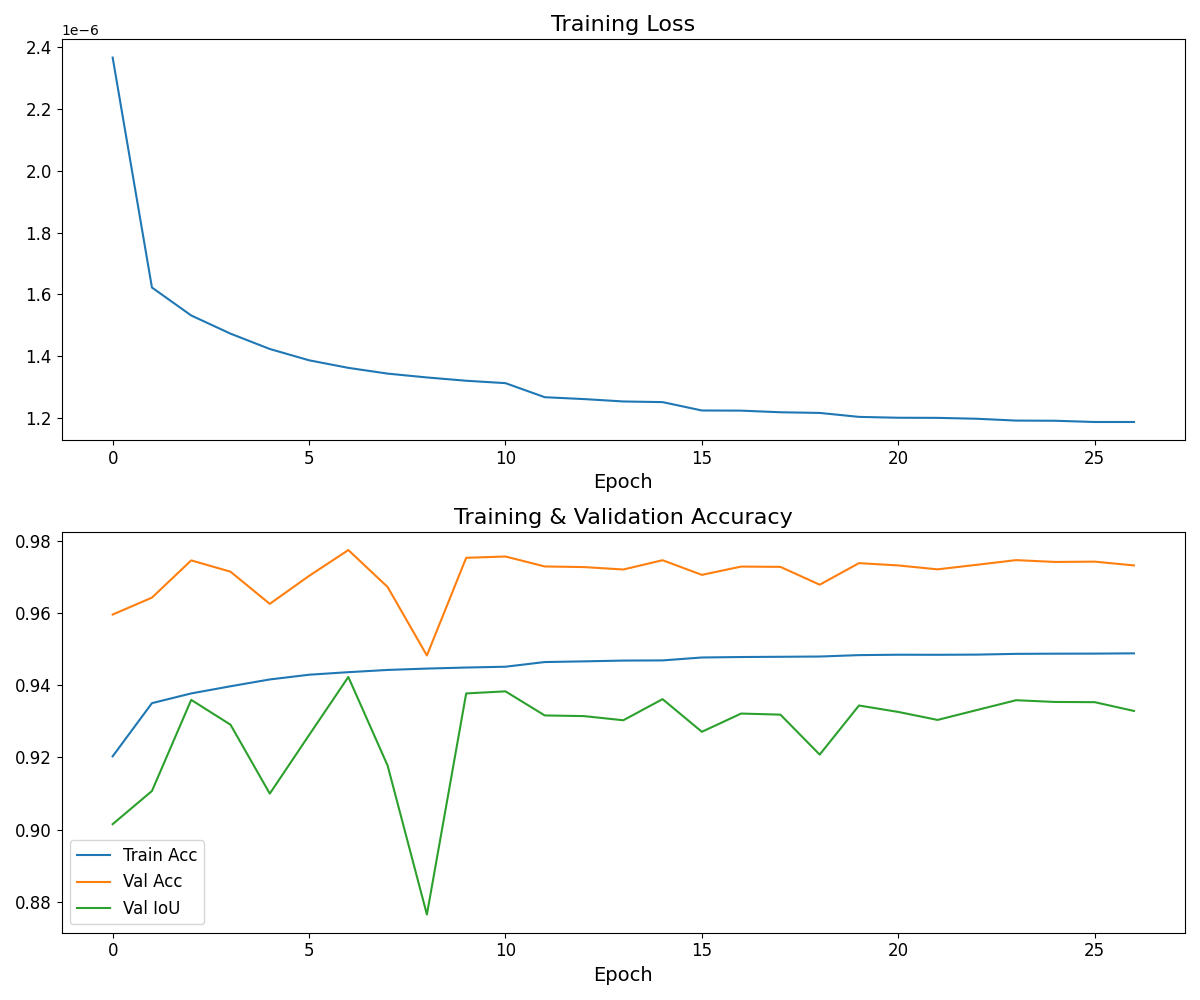 Training Loss
1e−6
2.4
2.2
2.0
1.8
1.6
1.4
1.2
0 5 10 15 20 25
Epoch
Training & Validation Accuracy
0.98
0.96
0.94
0.92
0.90
0.88
Train Acc
Val Acc
Val IoU
0 5 10 15 20 25
Epoch